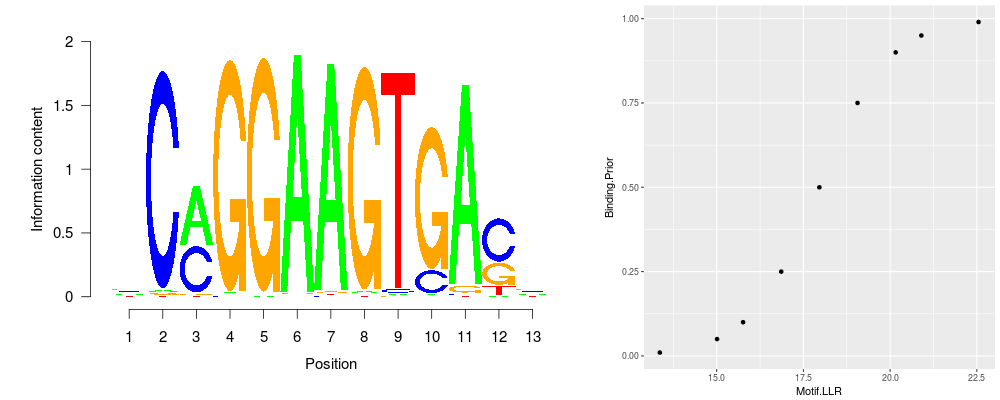 Information content
2
1.5
1
0.5
0
C A C G G A A G T G C A C G T
1 2 3 4 5 6 7 8 9 10 11 12 13
Position
Binding.Prior
1.00
0.75
0.50
0.25
0.00
15.0 17.5 20.0 22.5
Motif.LLR